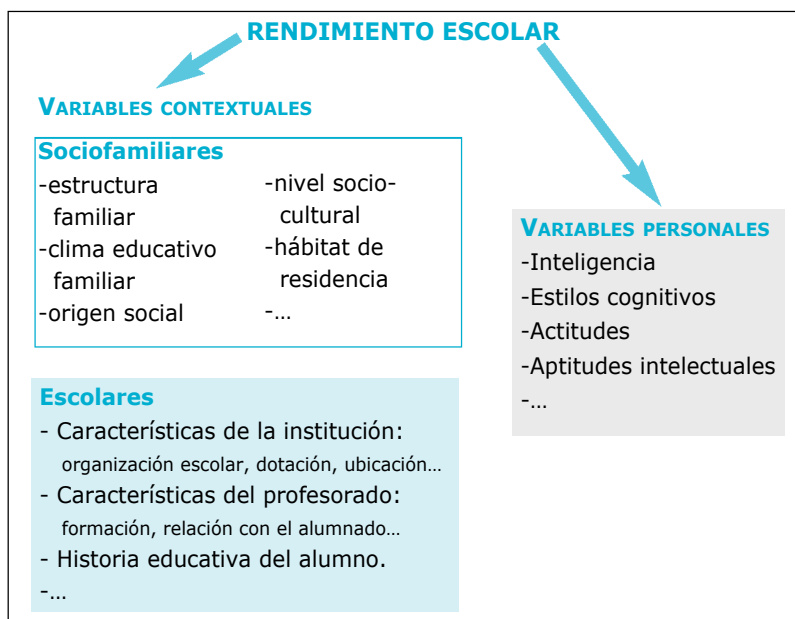 RENDIMIENTO ESCOLAR
VARIABLES CONTEXTUALES
Sociofamiliares
-estructura
familiar
-clima educativo
familiar
-origen social
-nivel socio-
cultural
-hábitat de
residencia
-...
Escolares
- Características de la institución:
organización escolar, dotación, ubicación...
- Características del profesorado:
formación, relación con el alumnado...
- Historia educativa del alumno.
-...
VARIABLES PERSONALES
-Inteligencia
-Estilos cognitivos
-Actitudes
-Aptitudes intelectuales
-...